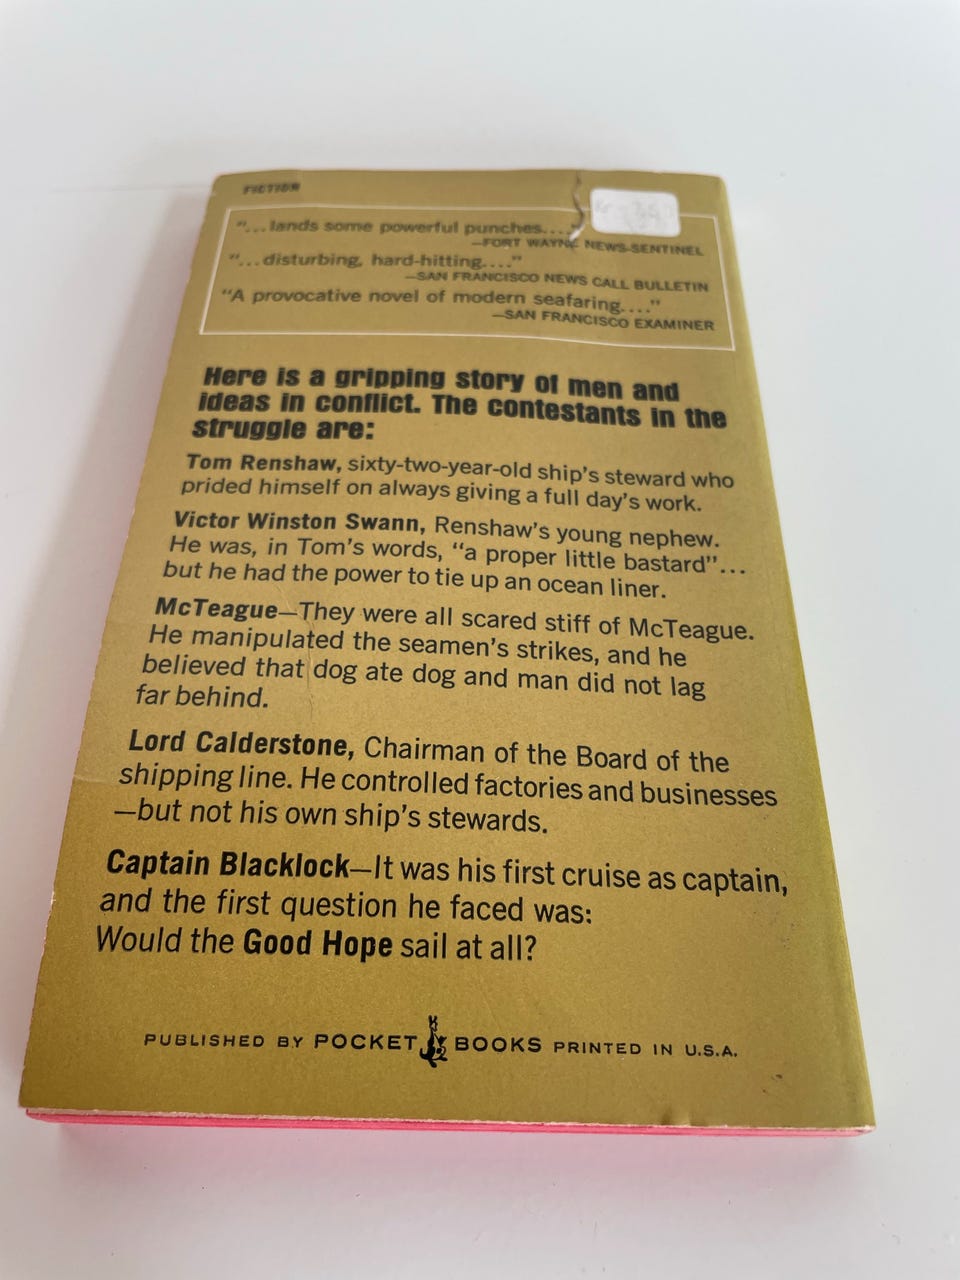 FICTION
"...lands some powerful punches...."
—FORT WAYNE NEWS-SENTINEL
"...disturbing, hard-hitting...."
—SAN FRANCISCO NEWS CALL BULLETIN
"A provocative novel of modern seafaring...."
—SAN FRANCISCO EXAMINER
Here is a gripping story of men and
ideas in conflict. The contestants in the
struggle are:
Tom Renshaw, sixty-two-year-old ship's steward who
prided himself on always giving a full day's work.
Victor Winston Swann, Renshaw's young nephew.
He was, in Tom's words, "a proper little bastard"...
but he had the power to tie up an ocean liner.
McTeague—They were all scared stiff of McTeague.
He manipulated the seamen's strikes, and he
believed that dog ate dog and man did not lag
far behind.
Lord Calderstone, Chairman of the Board of the
shipping line. He controlled factories and businesses
—but not his own ship's stewards.
Captain Blacklock—It was his first cruise as captain,
and the first question he faced was:
Would the Good Hope sail at all?
PUBLISHED BY POCKET BOOKS PRINTED IN U.S.A.